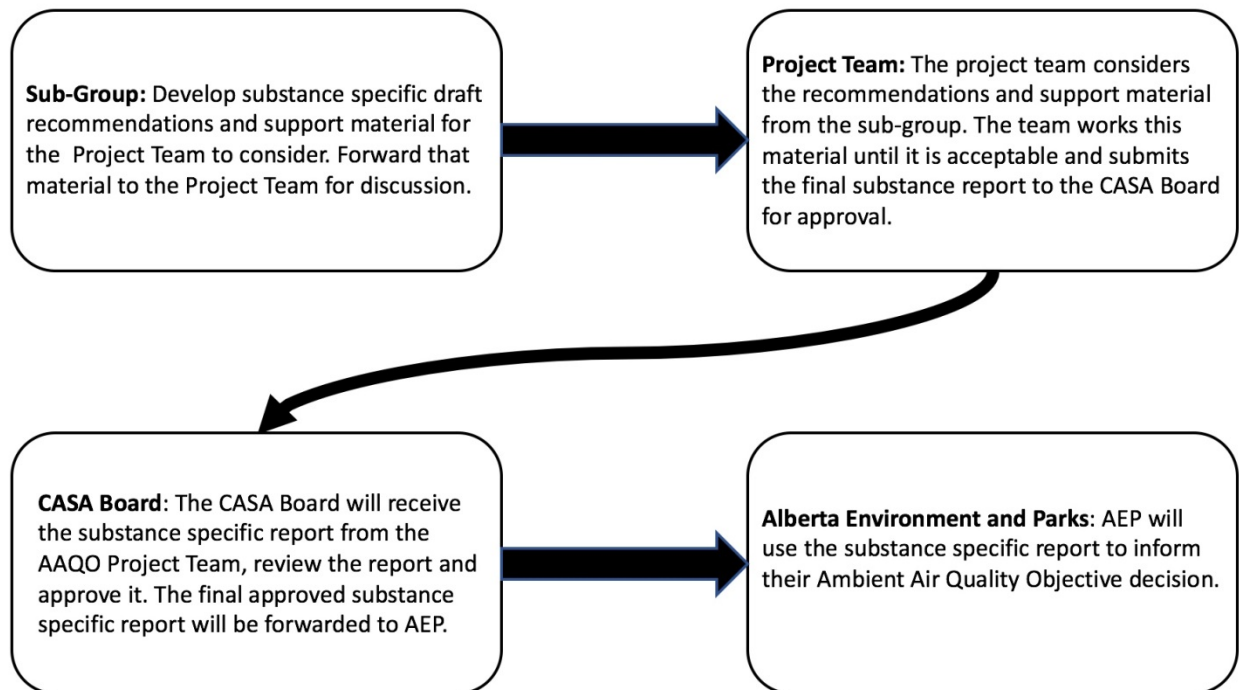 Sub-Group: Develop substance specific draft
recommendations and support material for
the Project Team to consider. Forward that
material to the Project Team for discussion.
Project Team: The project team considers
the recommendations and support material
from the sub-group. The team works this
material until it is acceptable and submits
the final substance report to the CASA Board
for approval.
CASA Board: The CASA Board will receive
the substance specific report from the
AAQO Project Team, review the report and
approve it. The final approved substance
specific report will be forwarded to AEP.
Alberta Environment and Parks: AEP will
use the substance specific report to inform
their Ambient Air Quality Objective decision.